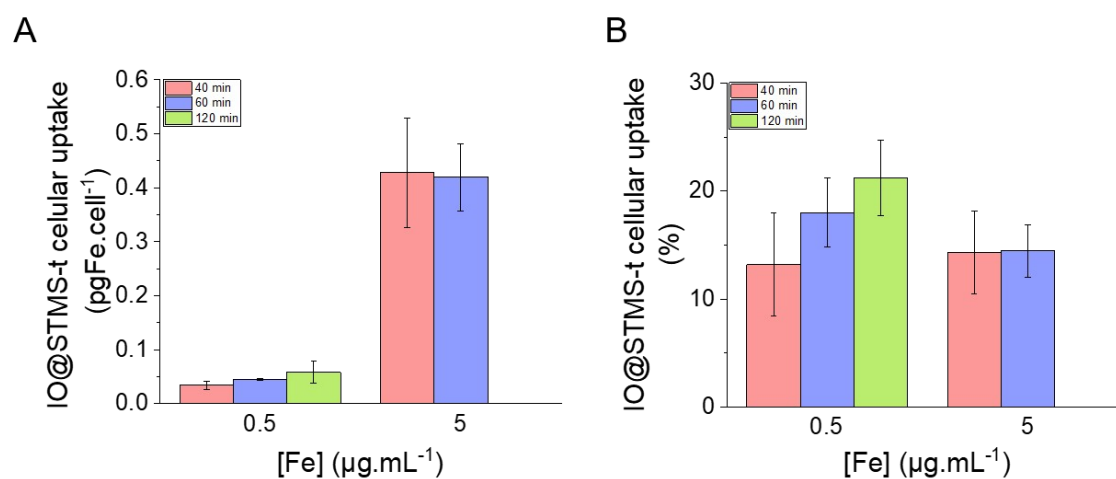 A
IO@STMS-t celular uptake
(pgFe.cell⁻¹)
0.6
0.5
0.4
0.3
0.2
0.1
0.0
40 min
60 min
120 min
0.5
5
[Fe] (µg.mL⁻¹)
B
IO@STMS-t cellular uptake
(%)
30
20
10
0
40 min
60 min
120 min
0.5
5
[Fe] (µg.mL⁻¹)